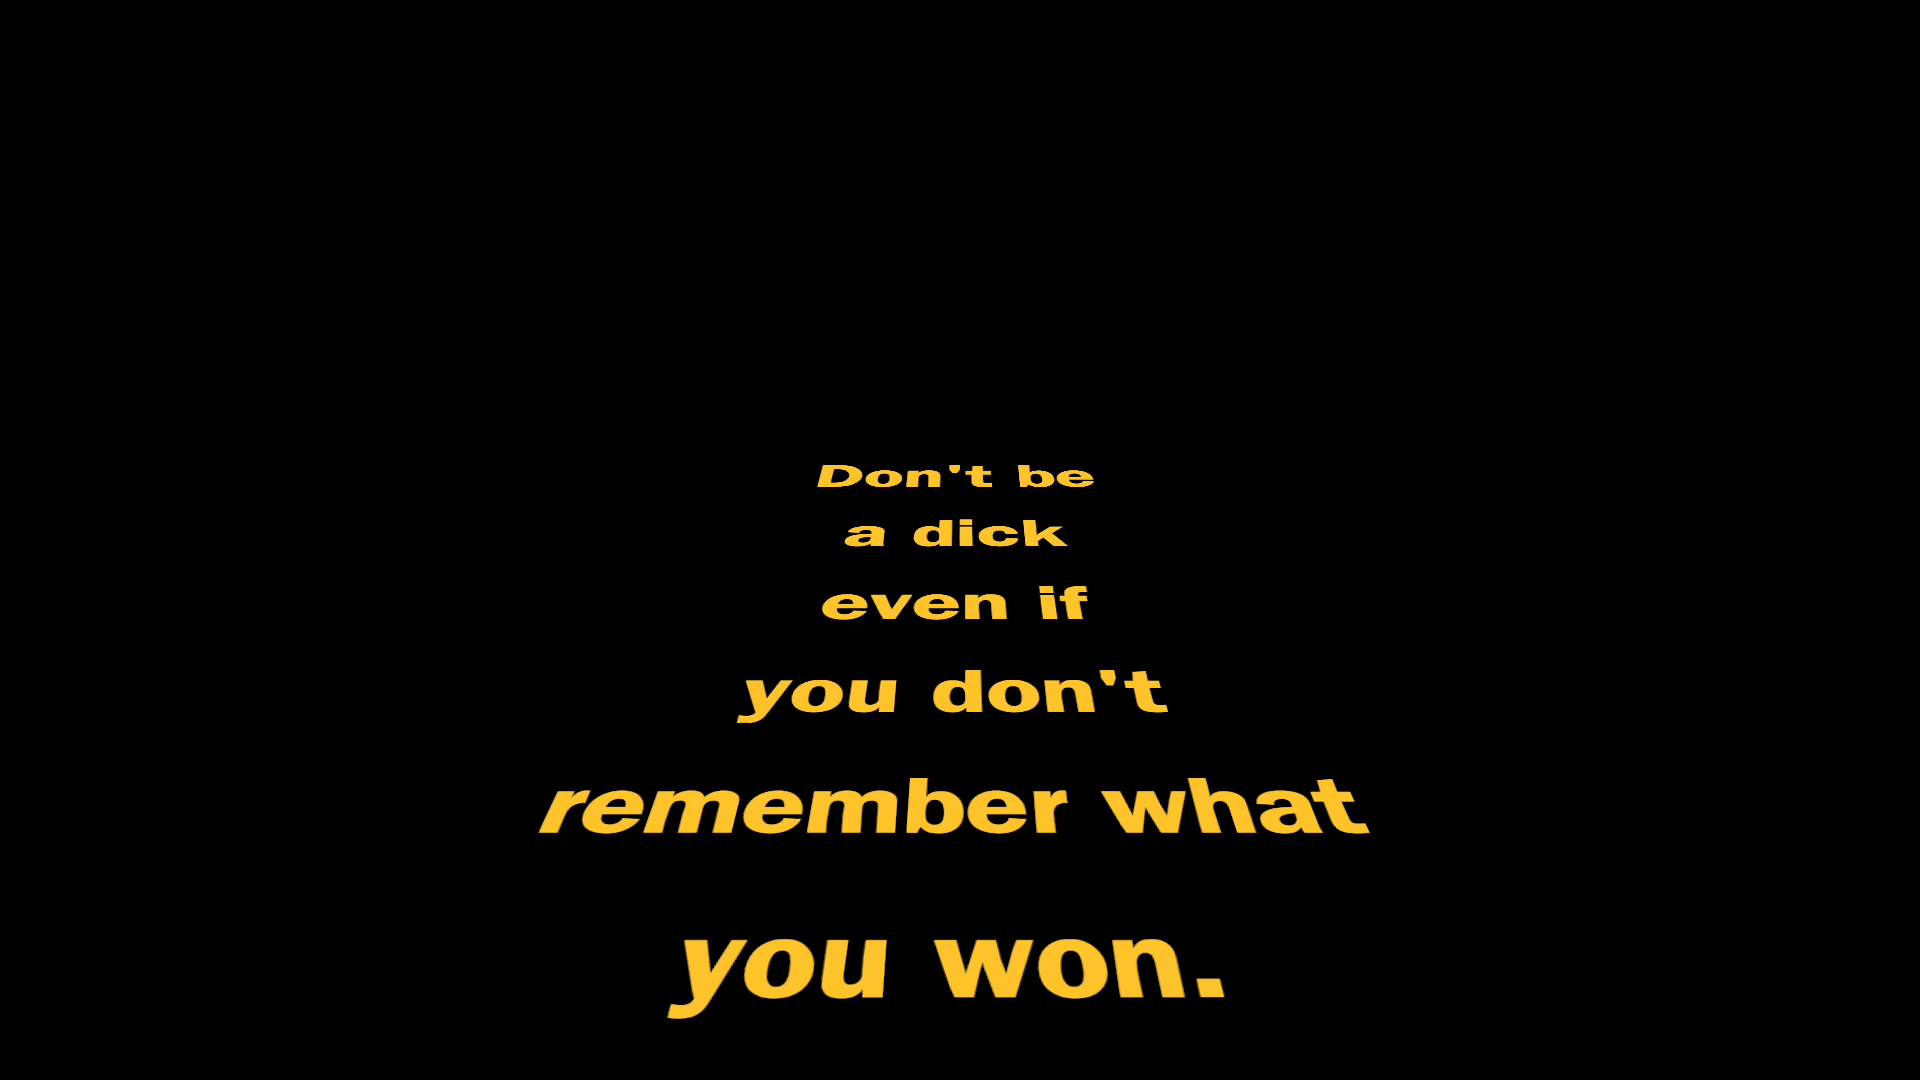 Don't be
a dick
even if
you don't
remember what
you won.